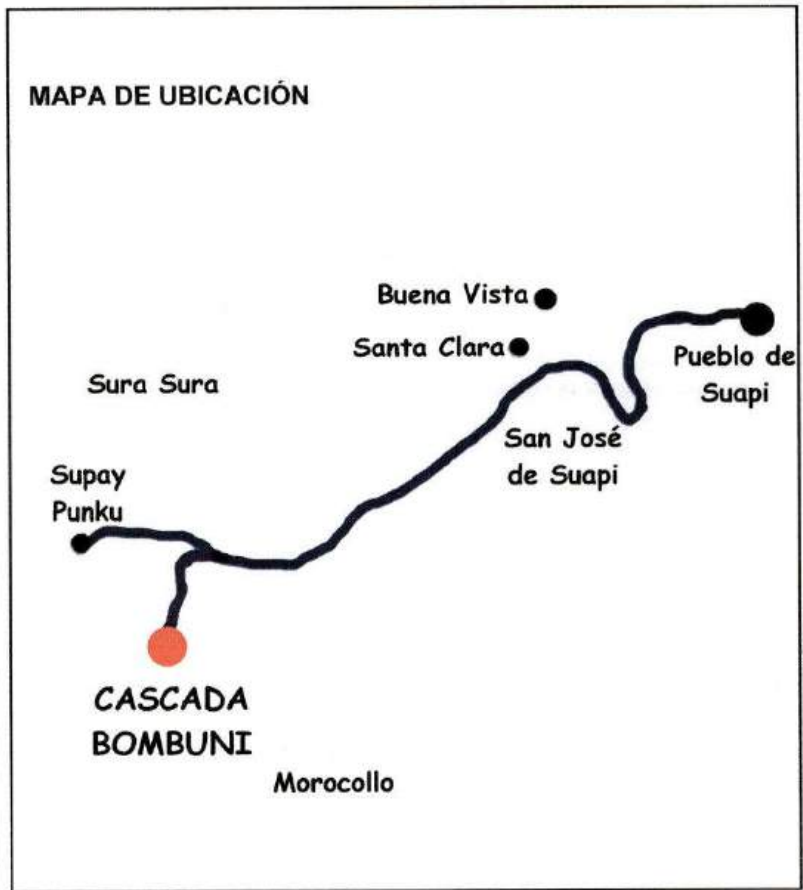 MAPA DE UBICACIÓN
Buena Vista
Santa Clara
Pueblo de
Suapi
Sura Sura
San José
de Suapi
Supay
Punku
CASCADA
BOMBUNI
Morocollo